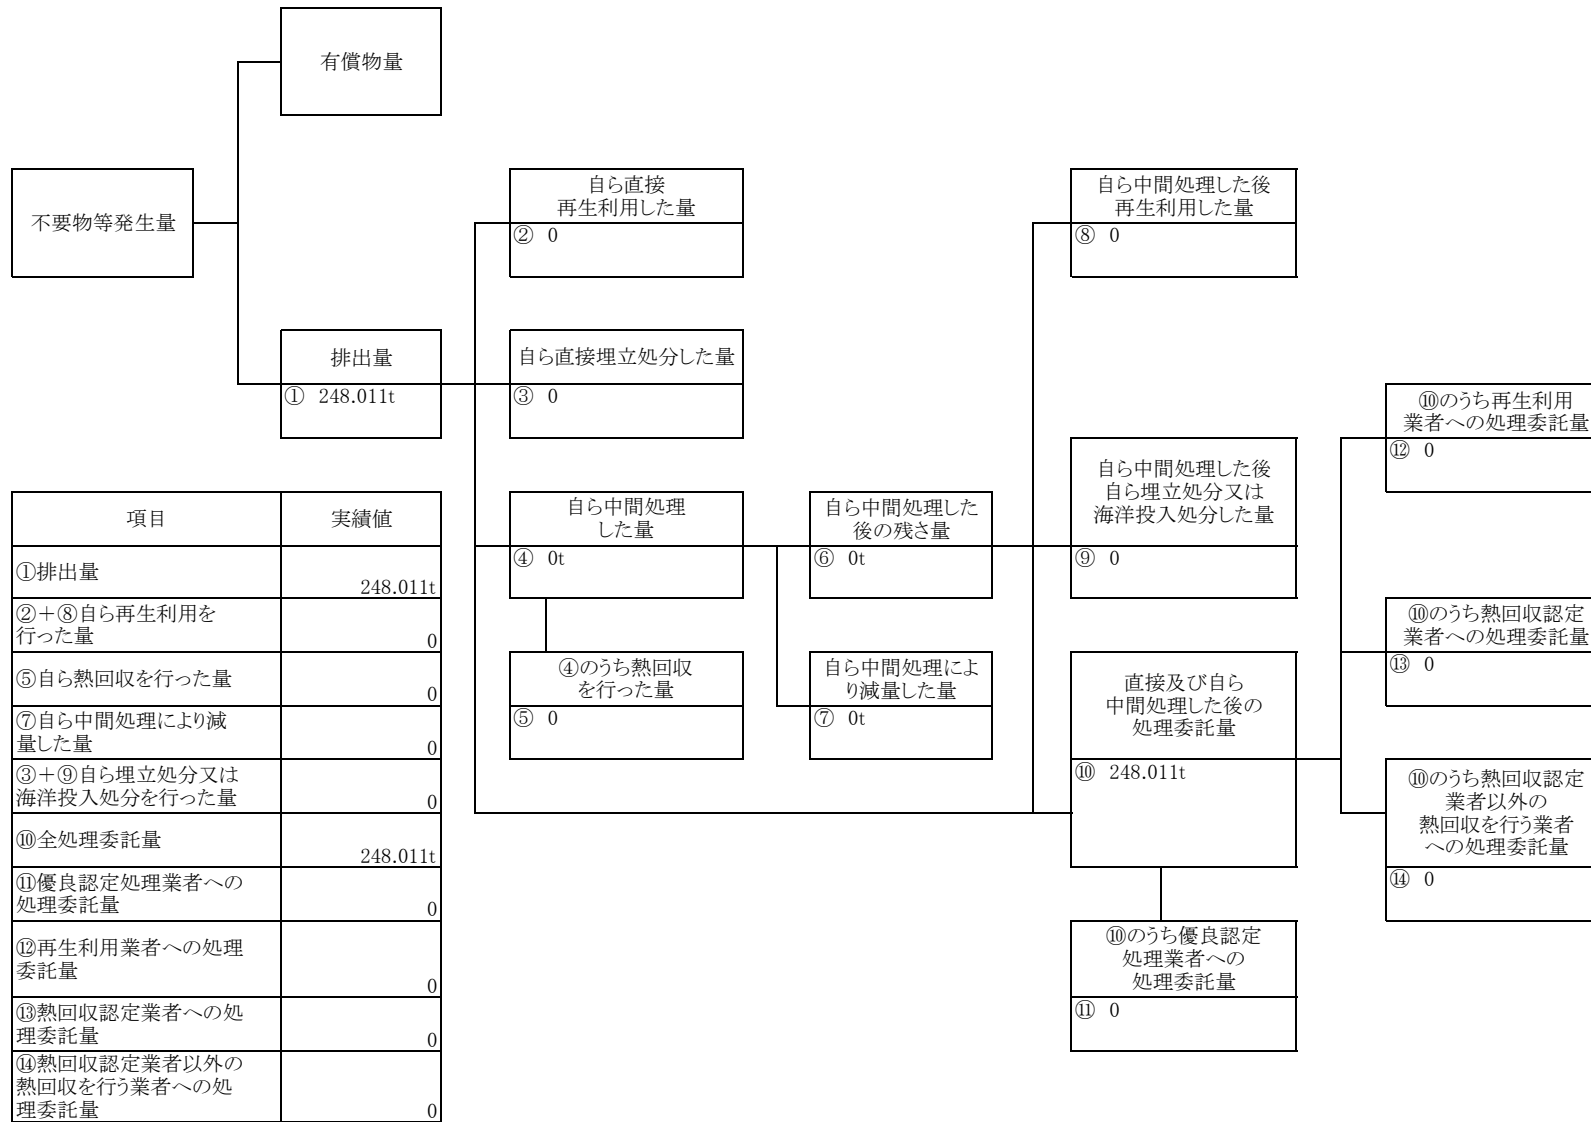 有償物量
不要物等発生量
自ら直接
再生利用した量
② 0
自ら中間処理した後
再生利用した量
⑧ 0
排出量
① 248.011t
自ら直接埋立処分した量
③ 0
⑩のうち再生利用
業者への処理委託量
⑫ 0
自ら中間処理
した量
④ 0t
自ら中間処理した
後の残さ量
⑥ 0t
自ら中間処理した後
自ら埋立処分又は
海洋投入処分した量
⑨ 0
⑩のうち熱回収認定
業者への処理委託量
⑬ 0
④のうち熱回収
を行った量
⑤ 0
自ら中間処理によ
り減量した量
⑦ 0t
直接及び自ら
中間処理した後の
処理委託量
⑩ 248.011t
⑩のうち熱回収認定
業者以外の
熱回収を行う業者
への処理委託量
⑭ 0
⑩のうち優良認定
処理業者への
処理委託量
⑪ 0
項目 実績値
①排出量 248.011t
②＋⑧自ら再生利用を
行った量 0
⑤自ら熱回収を行った量 0
⑦自ら中間処理により減
量した量 0
③＋⑨自ら埋立処分又は
海洋投入処分を行った量 0
⑩全処理委託量 248.011t
⑪優良認定処理業者への
処理委託量 0
⑫再生利用業者への処理
委託量 0
⑬熱回収認定業者への処
理委託量 0
⑭熱回収認定業者以外の
熱回収を行う業者への処
理委託量 0